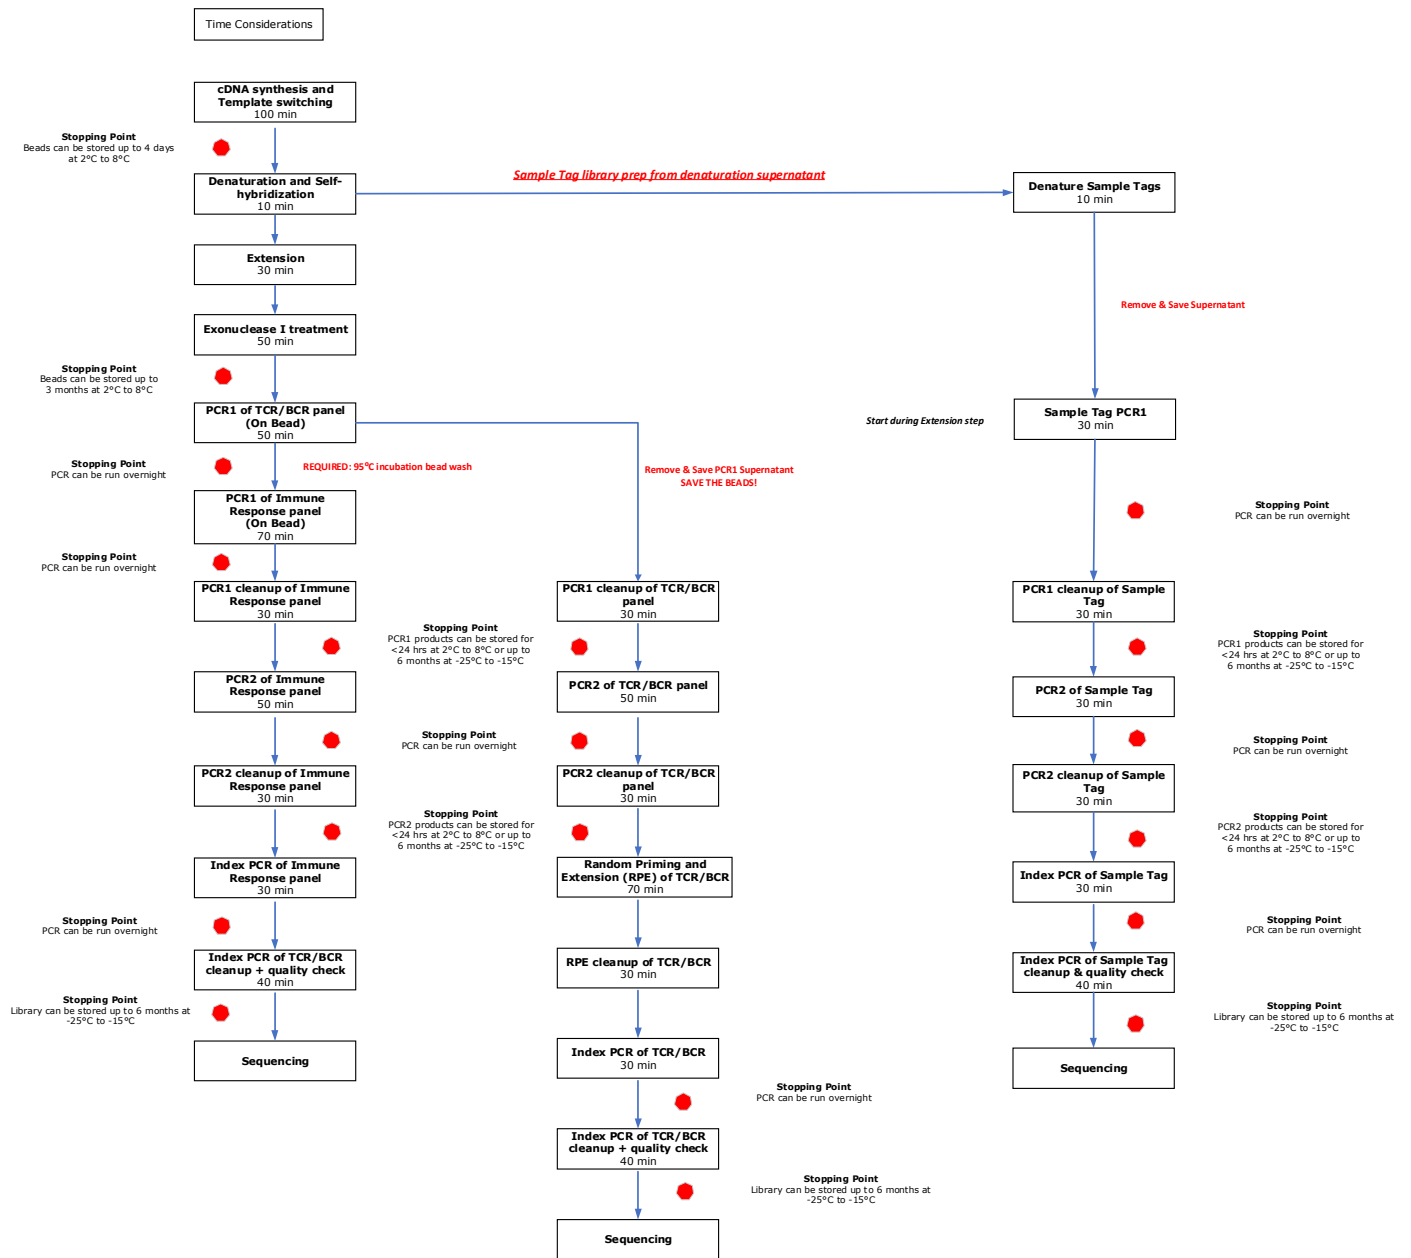 Time Considerations
cDNA synthesis and
Template switching
100 min
Stopping Point
Beads can be stored up to 4 days
at 2°C to 8°C
Denaturation and Self-
hybridization
10 min
Sample Tag library prep from denaturation supernatant
Denature Sample Tags
10 min
Extension
30 min
Remove & Save Supernatant
Exonuclease I treatment
50 min
Stopping Point
Beads can be stored up to
3 months at 2°C to 8°C
PCR1 of TCR/BCR panel
(On Bead)
50 min
Start during Extension step
Sample Tag PCR1
30 min
Stopping Point
PCR can be run overnight
REQUIRED: 95°C incubation bead wash
Remove & Save PCR1 Supernatant
SAVE THE BEADS!
PCR1 of Immune
Response panel
(On Bead)
70 min
Stopping Point
PCR can be run overnight
Stopping Point
PCR can be run overnight
PCR1 cleanup of Immune
Response panel
30 min
PCR1 cleanup of TCR/BCR
panel
30 min
PCR1 cleanup of Sample
Tag
30 min
Stopping Point
PCR1 products can be stored for
<24 hrs at 2°C to 8°C or up to
6 months at -25°C to -15°C
Stopping Point
PCR1 products can be stored for
<24 hrs at 2°C to 8°C or up to
6 months at -25°C to -15°C
PCR2 of Immune
Response panel
50 min
PCR2 of TCR/BCR panel
50 min
PCR2 of Sample Tag
30 min
Stopping Point
PCR can be run overnight
Stopping Point
PCR can be run overnight
PCR2 cleanup of Immune
Response panel
30 min
PCR2 cleanup of TCR/BCR
panel
30 min
PCR2 cleanup of Sample
Tag
30 min
Stopping Point
PCR2 products can be stored for
<24 hrs at 2°C to 8°C or up to
6 months at -25°C to -15°C
Stopping Point
PCR2 products can be stored for
<24 hrs at 2°C to 8°C or up to
6 months at -25°C to -15°C
Index PCR of Immune
Response panel
30 min
Random Priming and
Extension (RPE) of TCR/BCR
70 min
Index PCR of Sample Tag
30 min
Stopping Point
PCR can be run overnight
Stopping Point
PCR can be run overnight
Index PCR of TCR/BCR
cleanup + quality check
40 min
RPE cleanup of TCR/BCR
30 min
Index PCR of Sample Tag
cleanup & quality check
40 min
Stopping Point
Library can be stored up to 6 months at
-25°C to -15°C
Stopping Point
Library can be stored up to 6 months at
-25°C to -15°C
Sequencing
Index PCR of TCR/BCR
30 min
Sequencing
Stopping Point
PCR can be run overnight
Index PCR of TCR/BCR
cleanup + quality check
40 min
Stopping Point
Library can be stored up to 6 months at
-25°C to -15°C
Sequencing